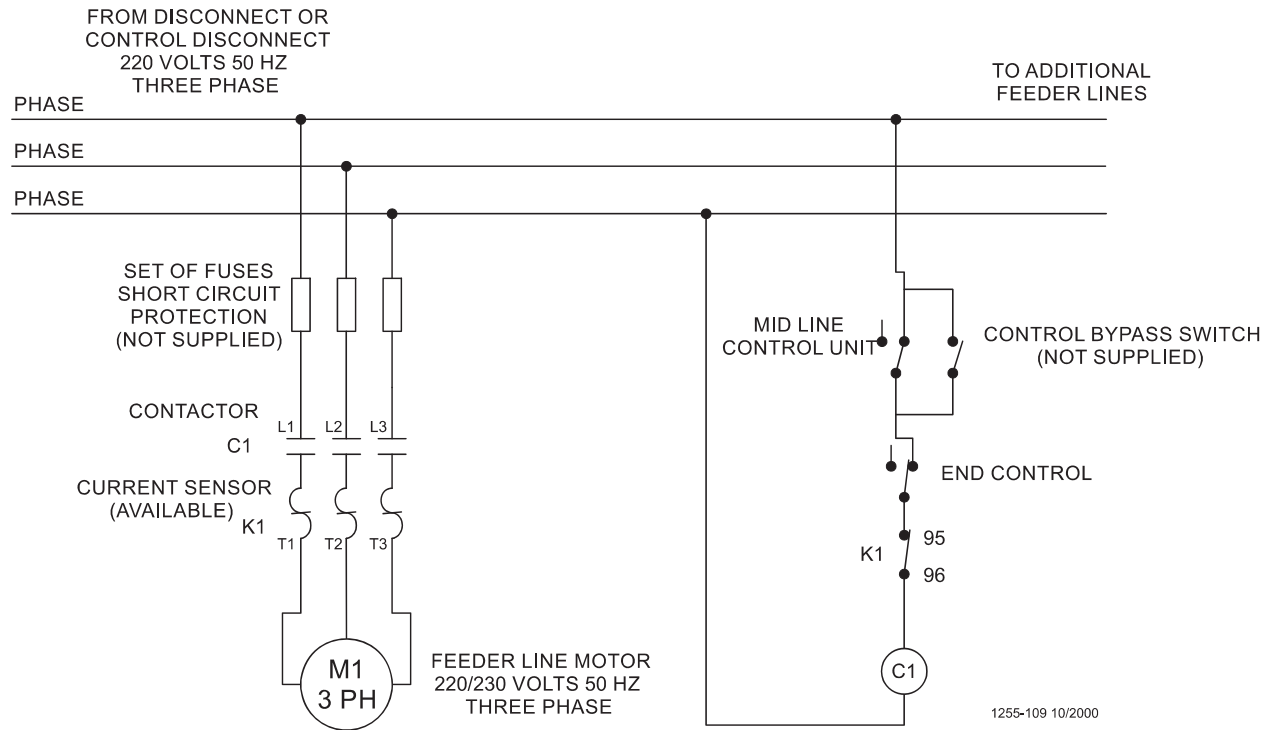 FROM DISCONNECT OR
CONTROL DISCONNECT
220 VOLTS 50 HZ
THREE PHASE
TO ADDITIONAL
FEEDER LINES
PHASE
PHASE
PHASE
SET OF FUSES
SHORT CIRCUIT
PROTECTION
(NOT SUPPLIED)
MID LINE
CONTROL UNIT
CONTROL BYPASS SWITCH
(NOT SUPPLIED)
CONTACTOR
C1
L1
L2
L3
CURRENT SENSOR
(AVAILABLE)
K1
T1
T2
T3
END CONTROL
K1
95
96
M1
3 PH
FEEDER LINE MOTOR
220/230 VOLTS 50 HZ
THREE PHASE
C1
1255-109 10/2000